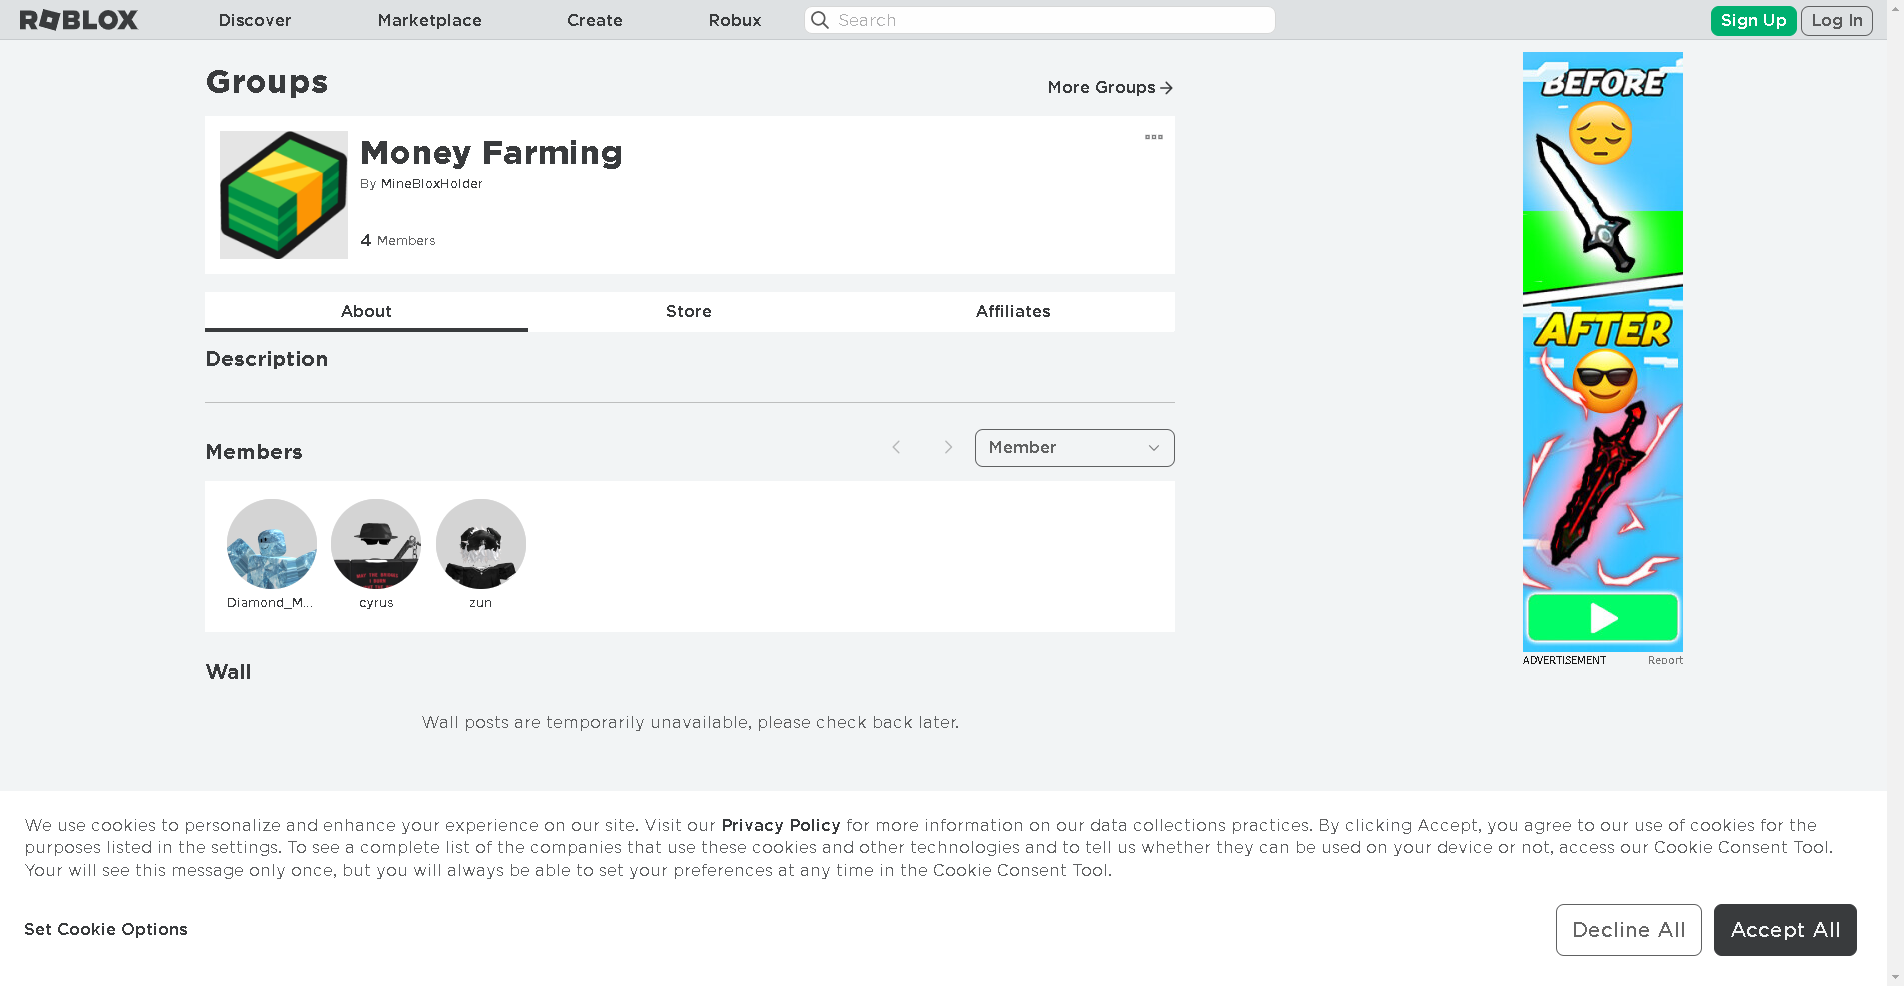 ROBLOX Discover Marketplace Create Robux Search Sign Up Log In
Groups
More Groups
Money Farming
By MineBloxHolder
4 Members
About Store Affiliates
Description
Members
Member
Diamond_M... cyrus zun
Wall
Wall posts are temporarily unavailable, please check back later.
BEFORE
AFTER
ADVERTISEMENT Report
We use cookies to personalize and enhance your experience on our site. Visit our Privacy Policy for more information on our data collections practices. By clicking Accept, you agree to our use of cookies for the
purposes listed in the settings. To see a complete list of the companies that use these cookies and other technologies and to tell us whether they can be used on your device or not, access our Cookie Consent Tool.
Your will see this message only once, but you will always be able to set your preferences at any time in the Cookie Consent Tool.
Set Cookie Options Decline All Accept All